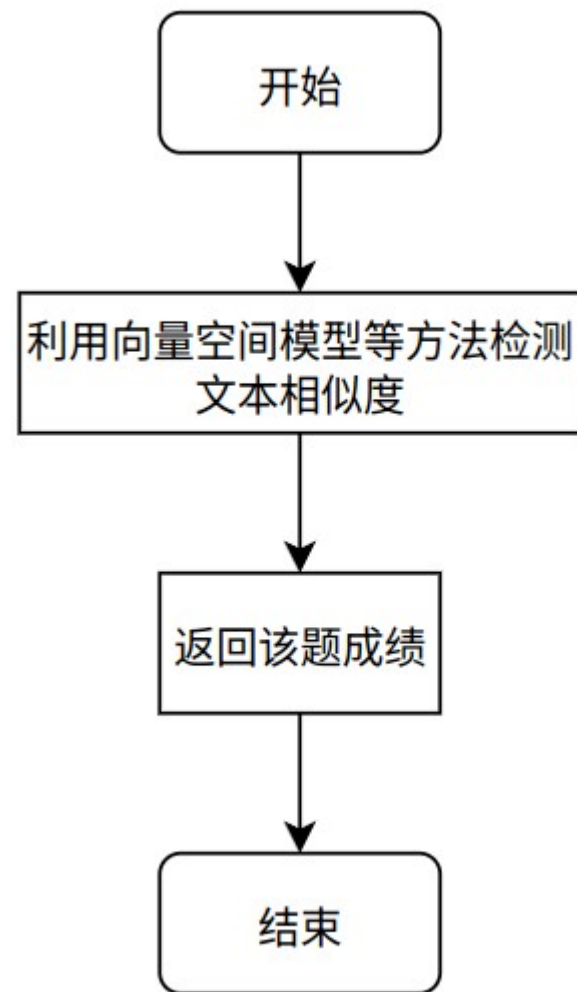 开始
利用向量空间模型等方法检测
文本相似度
返回该题成绩
结束